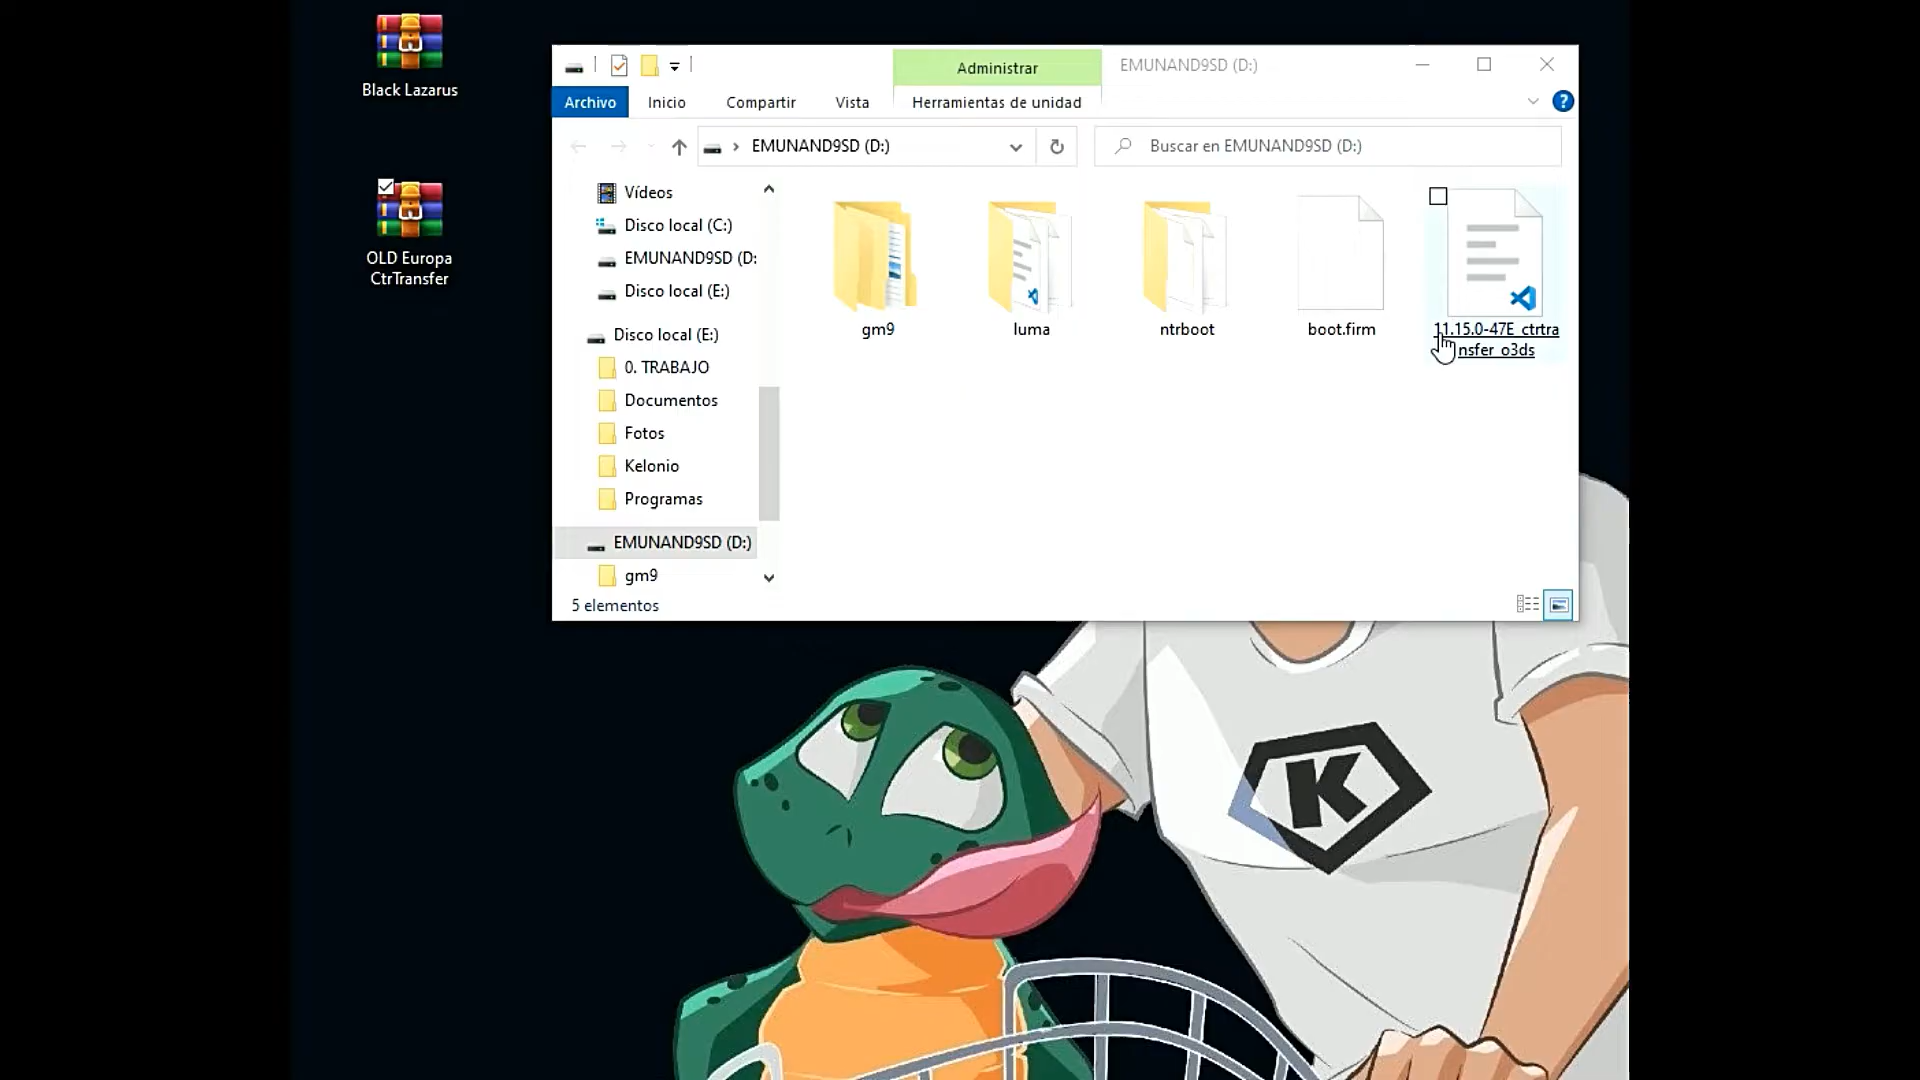 Black Lazarus
OLD Europa
CtrTransfer
Administrar
EMUNAND9SD (D:)
Archivo
Inicio
Compartir
Vista
Herramientas de unidad
?
EMUNAND9SD (D:)
Buscar en EMUNAND9SD (D:)
Vídeos
Disco local (C:)
EMUNAND9SD (D:
Disco local (E:)
Disco local (E:)
0. TRABAJO
Documentos
Fotos
Kelonio
Programas
EMUNAND9SD (D:)
gm9
gm9
luma
ntrboot
boot.firm
11.15.0-47E_ctrtra
nsfer_o3ds
5 elementos
K